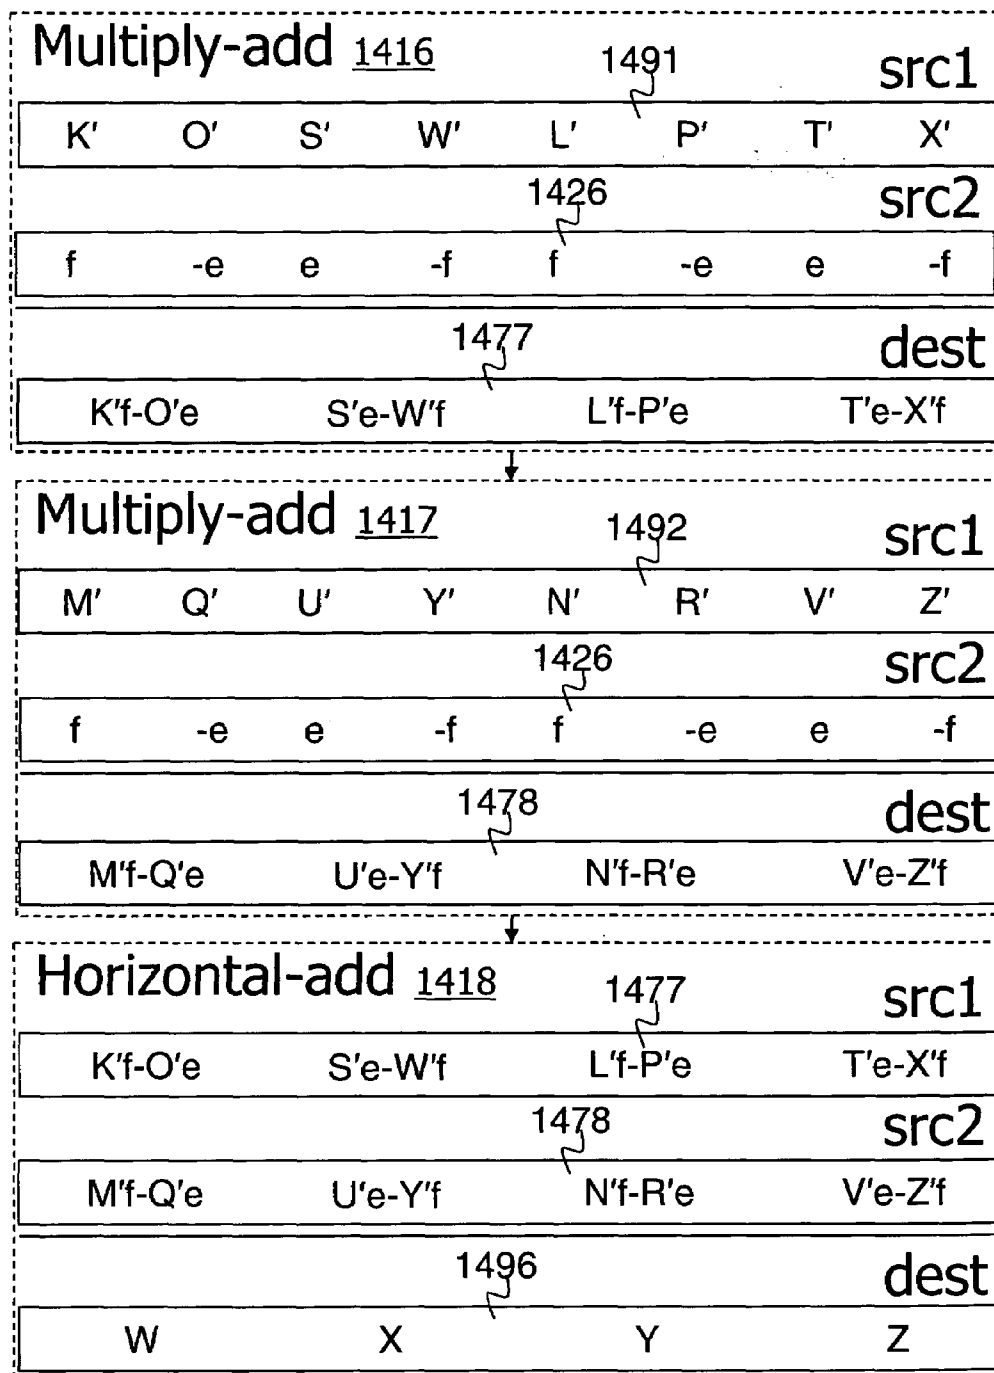 Multiply-add 1416 1491 src1
K' O' S' W' L' P' T' X'
1426 src2
f -e e -f f -e e -f
1477 dest
K'f-O'e S'e-W'f L'f-P'e T'e-X'f
Multiply-add 1417 1492 src1
M' Q' U' Y' N' R' V' Z'
1426 src2
f -e e -f f -e e -f
1478 dest
M'f-Q'e U'e-Y'f N'f-R'e V'e-Z'f
Horizontal-add 1418 1477 src1
K'f-O'e S'e-W'f L'f-P'e T'e-X'f
1478 src2
M'f-Q'e U'e-Y'f N'f-R'e V'e-Z'f
1496 dest
W X Y Z